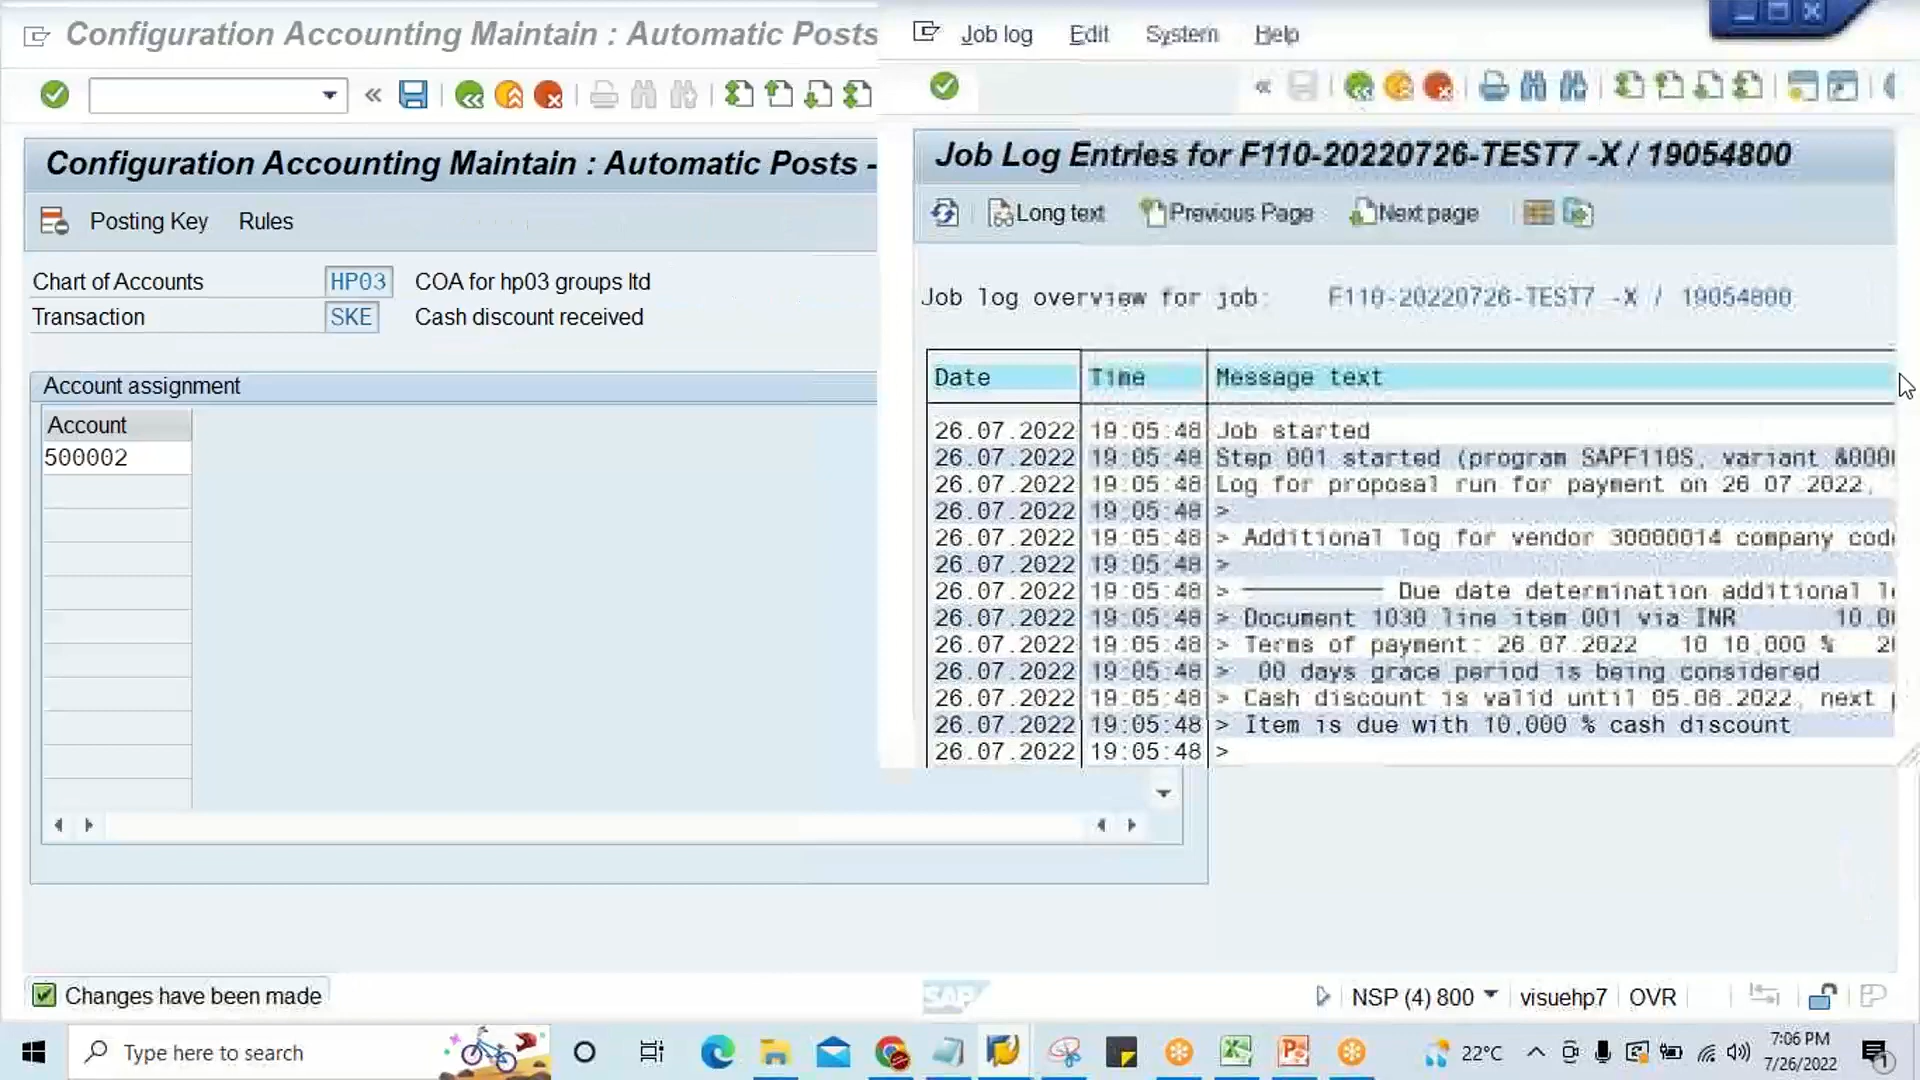 Configuration Accounting Maintain : Automatic Posts
Posting Key Rules
Configuration Accounting Maintain : Automatic Posts -
Chart of Accounts HP03 COA for hp03 groups ltd
Transaction SKE Cash discount received
Account assignment
Account
500002
Changes have been made
Job log Edit System Help
Job Log Entries for F110-20220726-TEST7 -X / 19054800
Long text Previous Page Next page
Job log overview for job: F110-20220726-TEST7 -X / 19054800
Date Time Message text
26.07.2022 19:05:48 Job started
26.07.2022 19:05:48 Step 001 started (program SAPF110S, variant &000
26.07.2022 19:05:48 Log for proposal run for payment on 26.07.2022,
26.07.2022 19:05:48 >
26.07.2022 19:05:48 > Additional log for vendor 30000014 company cod
26.07.2022 19:05:48 >
26.07.2022 19:05:48 > Due date determination additional l
26.07.2022 19:05:48 > Document 1030 line item 001 via INR 10.0
26.07.2022 19:05:48 > Terms of payment: 26.07.2022 10 10,000 % 2
26.07.2022 19:05:48 > 00 days grace period is being considered
26.07.2022 19:05:48 > Cash discount is valid until 05.08.2022, next
26.07.2022 19:05:48 > Item is due with 10,000 % cash discount
26.07.2022 19:05:48 >
SAP NSP (4) 800 visuehp7 OVR
Type here to search 22°C 7:06 PM
7/26/2022
1